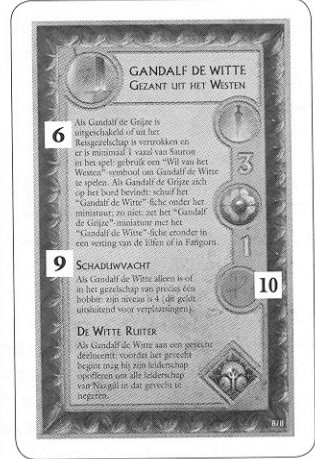 GANDALF DE WITTE
GEZANT UIT HET WESTEN
6
Als Gandalf de Grijze is
uitgeschakeld of uit het
Reisgezelschap is vertrokken en
er is minimaal 1 vazal van Sauron
in het spel: gebruik een "Wil van het
Westen"-symbool om Gandalf de Witte
te spelen. Als Gandalf de Grijze zich
op het bord bevindt: schuif het
"Gandalf de Witte"-fiche onder het
miniatuur; zo niet: zet het "Gandalf
de Grijze"-miniatuur met het
"Gandalf de Witte"-fiche eronder in
een vesting van de Elfen of in Fangorn.
3
1
9
SCHADUWVACHT
Als Gandalf de Witte alleen is of
in het gezelschap van precies één
hobbit: zijn niveau is 4 (dit geldt
uitsluitend voor verplaatsingen).
10
DE WITTE RUITER
Als Gandalf de Witte aan een gevecht
deelneemt: voordat het gevecht
begint mag hij zijn leiderschap
opofferen om alle leiderschap
van Nazgûl in dat gevecht te
negeren.
8/11